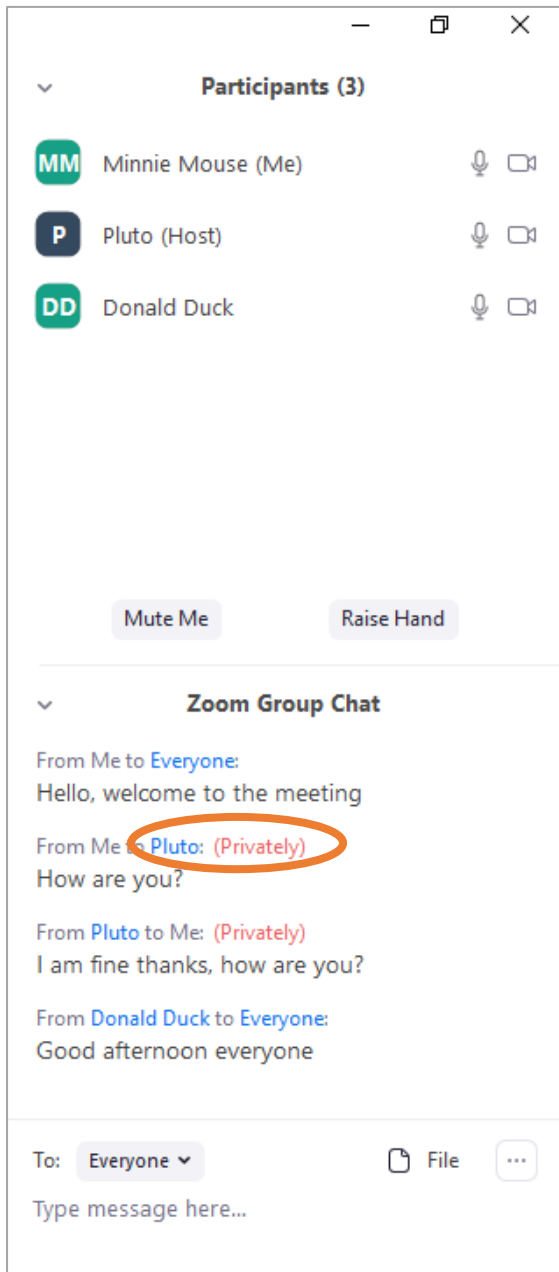 Participants (3)
MM Minnie Mouse (Me)
P Pluto (Host)
DD Donald Duck
Mute Me Raise Hand
Zoom Group Chat
From Me to Everyone:
Hello, welcome to the meeting
From Me to Pluto: (Privately)
How are you?
From Pluto to Me: (Privately)
I am fine thanks, how are you?
From Donald Duck to Everyone:
Good afternoon everyone
To: Everyone File ...
Type message here...